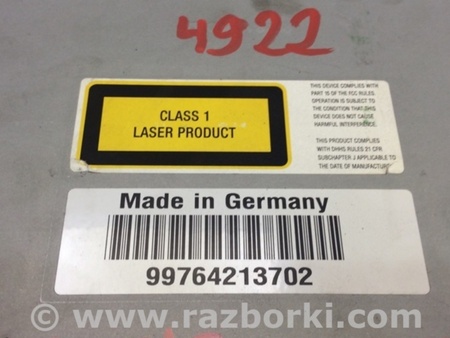 4922
CLASS 1
LASER PRODUCT
THIS DEVICE COMPLIES WITH
PART 15 OF THE FCC RULES.
OPERATION IS SUBJECT TO
THE CONDITION THAT THIS
DEVICE DOES NOT CAUSE
HARMFUL INTERFERENCE.
THIS PRODUCT COMPLIES
WITH DHHS RULES 21 CFR
SUBCHAPTER J APPLICABLE TO
THE DATE OF MANUFACTURE
Made in Germany
99764213702
www.razborki.com